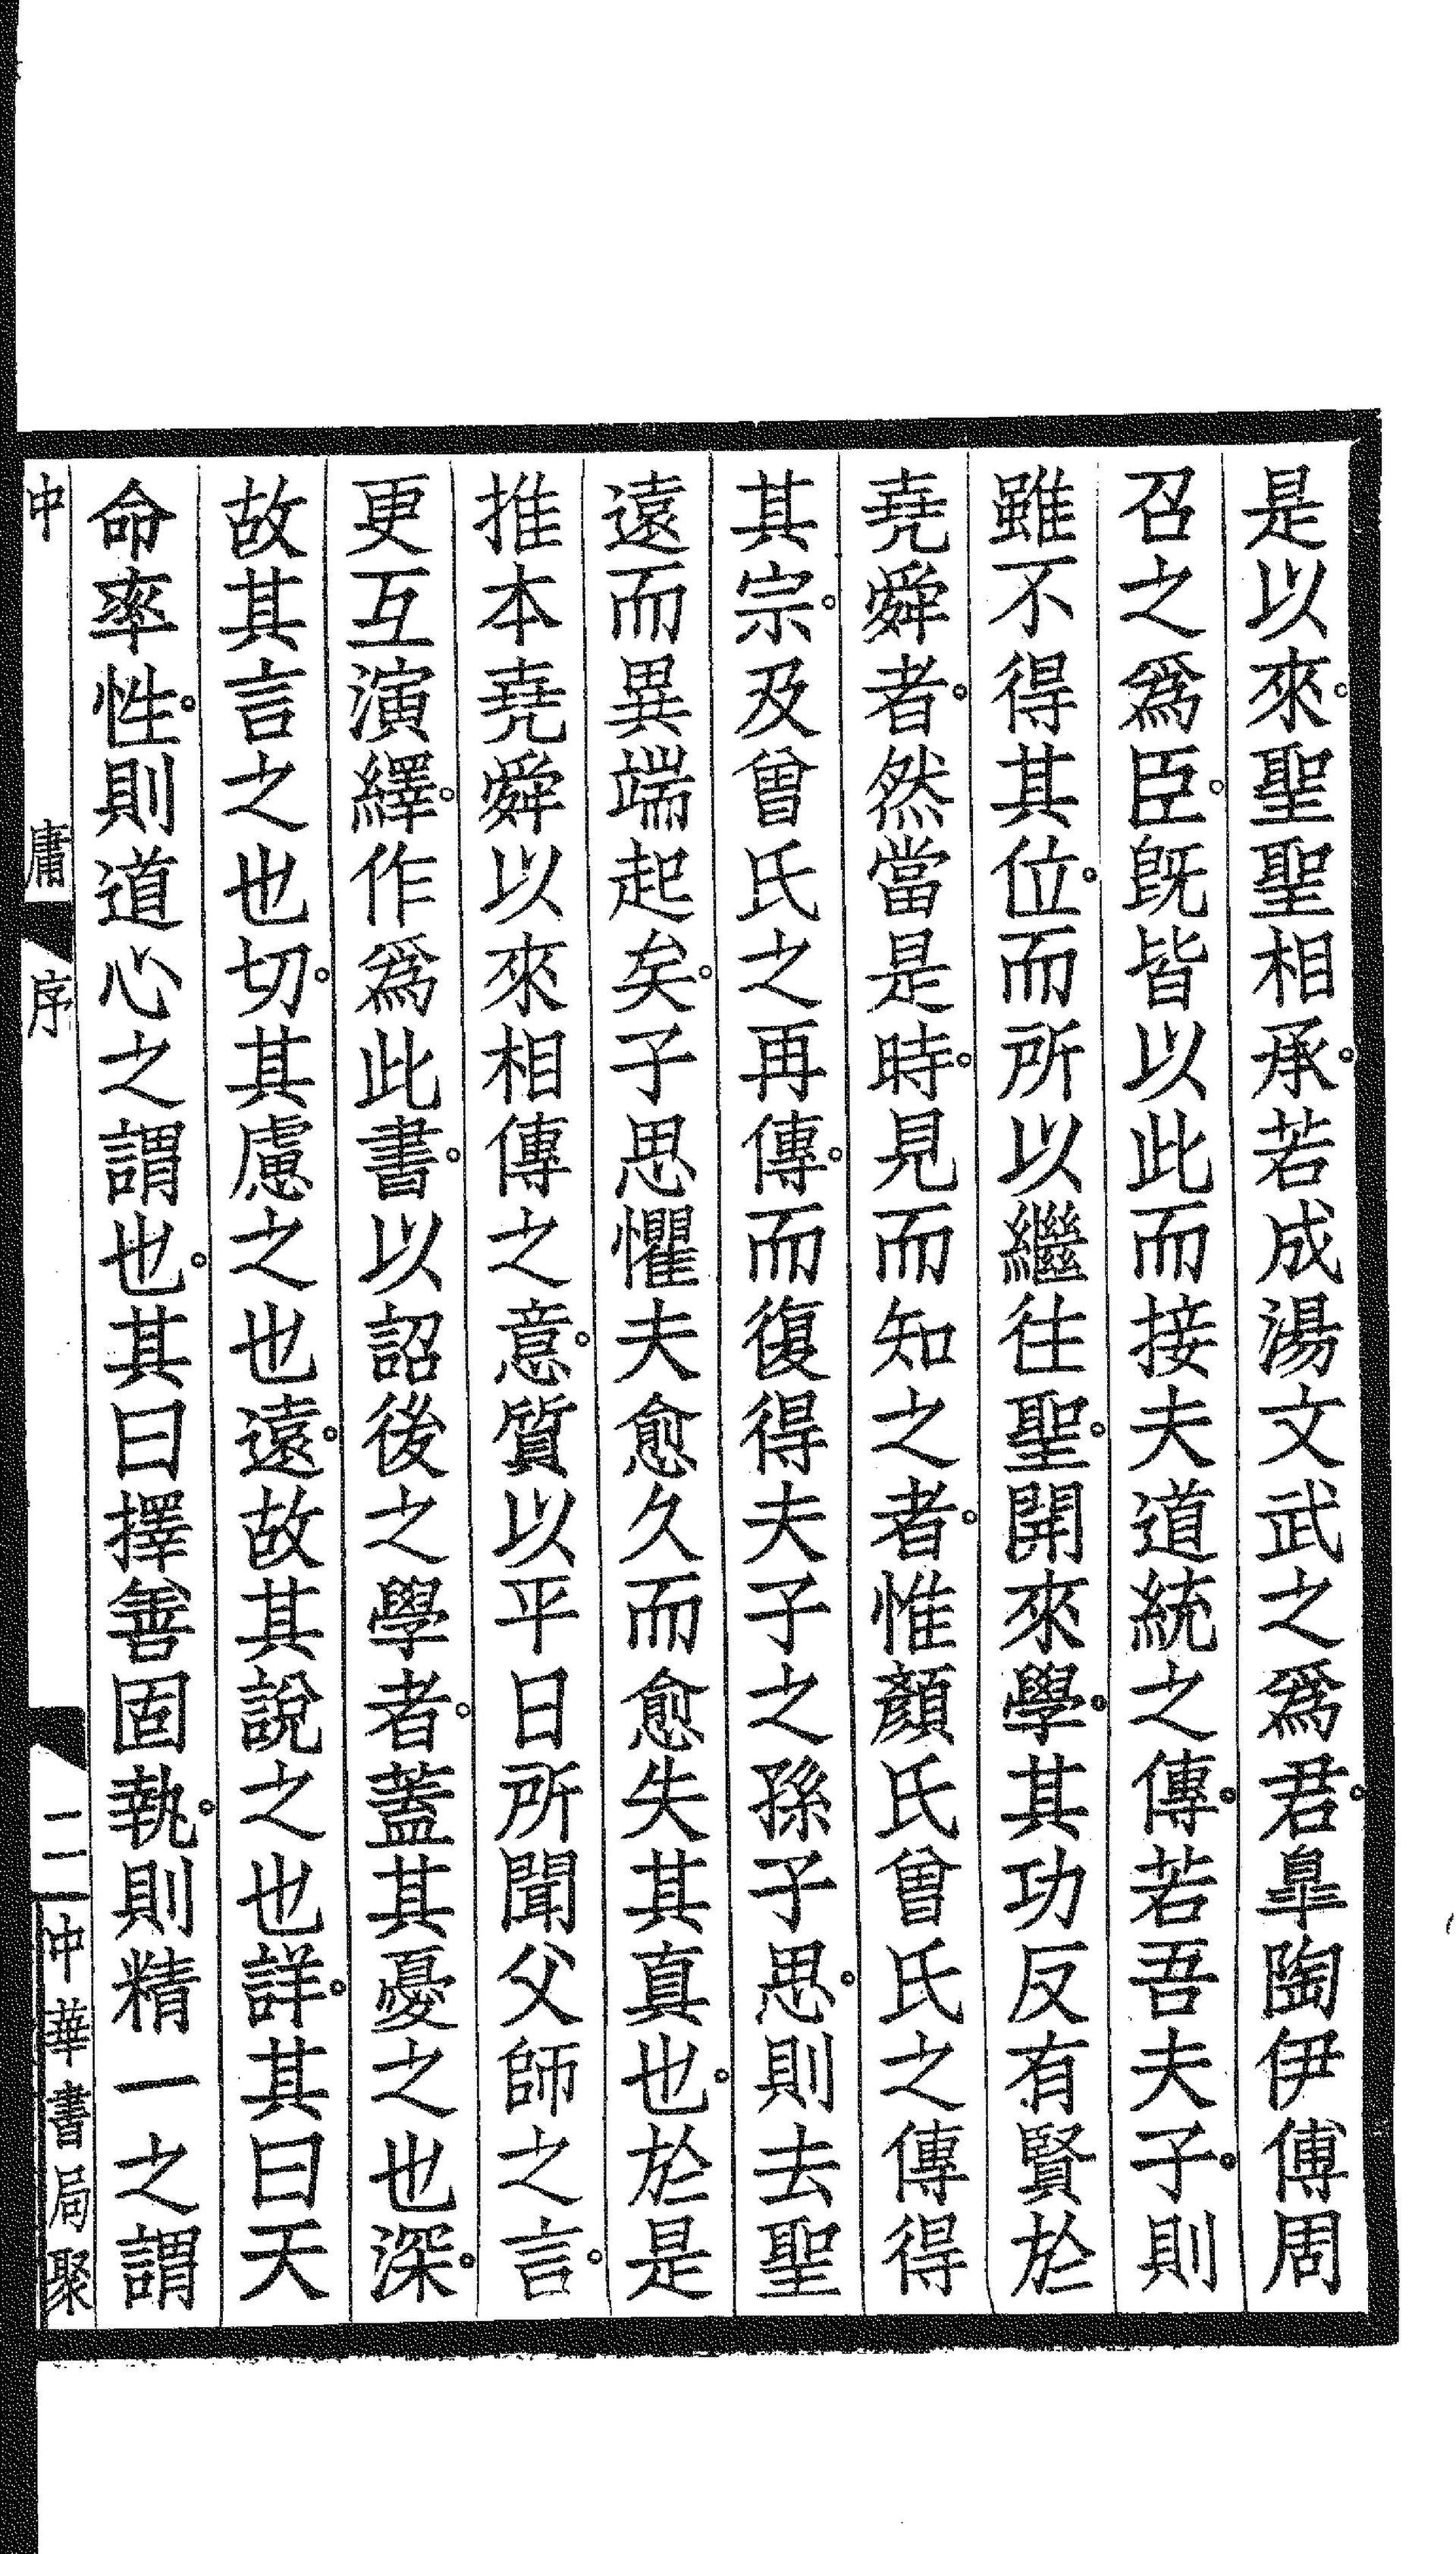 是以來。聖聖相承。若成湯文武之爲君。臯陶伊傅周
召之爲臣。旣皆以此而接夫道統之傳。若吾夫子。則
雖不得其位。而所以繼往聖。開來學。其功反有賢於
堯舜者。然當是時。見而知之者。惟顏氏曾氏之傳得
其宗。及曾氏之再傳。而復得夫子之孫子思。則去聖
遠而異端起矣。子思懼夫愈久而愈失其真也。於是
推本堯舜以來相傳之意。質以平日所聞父師之言。
更互演繹。作爲此書。以詔後之學者。蓋其憂之也深。
故其言之也切。其慮之也遠。故其說之也詳。其曰天
命率性。則道心之謂也。其曰擇善固執。則精一之謂
中 庸 序 二 中華書局聚